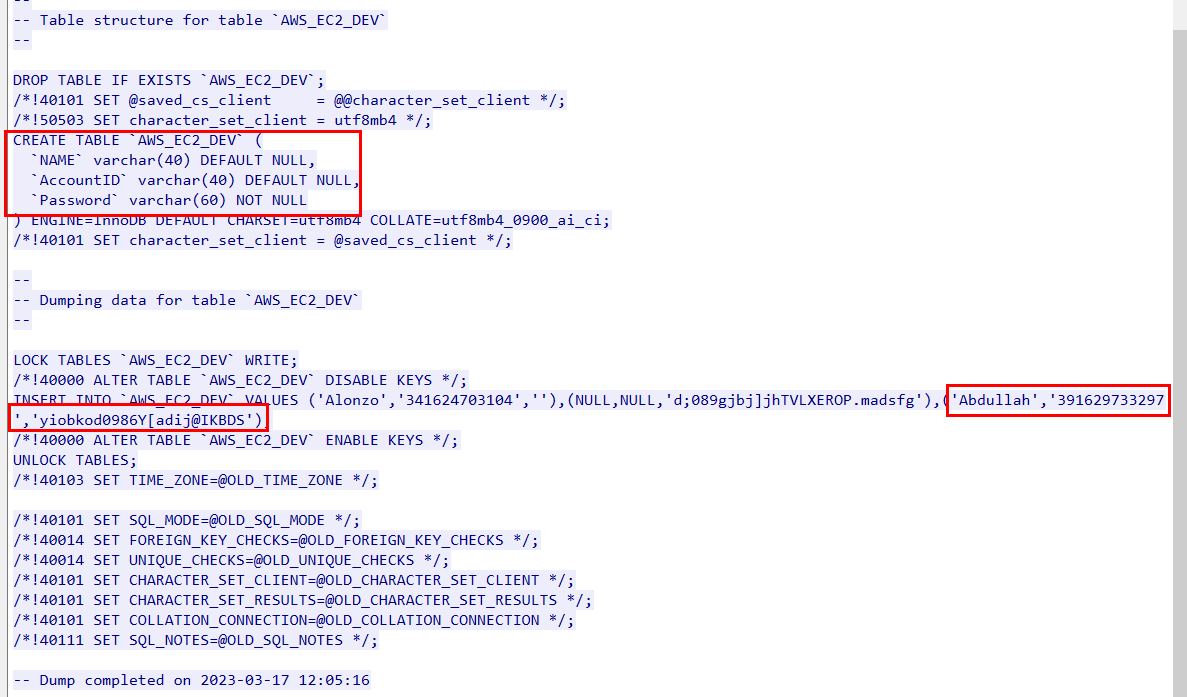 --
-- Table structure for table `AWS_EC2_DEV`
--
DROP TABLE IF EXISTS `AWS_EC2_DEV`;
/*!40101 SET @saved_cs_client     = @@character_set_client */;
/*!50503 SET character_set_client = utf8mb4 */;
CREATE TABLE `AWS_EC2_DEV` (
  `NAME` varchar(40) DEFAULT NULL,
  `AccountID` varchar(40) DEFAULT NULL,
  `Password` varchar(60) NOT NULL
) ENGINE=InnoDB DEFAULT CHARSET=utf8mb4 COLLATE=utf8mb4_0900_ai_ci;
/*!40101 SET character_set_client = @saved_cs_client */;
--
-- Dumping data for table `AWS_EC2_DEV`
--
LOCK TABLES `AWS_EC2_DEV` WRITE;
/*!40000 ALTER TABLE `AWS_EC2_DEV` DISABLE KEYS */;
INSERT INTO `AWS_EC2_DEV` VALUES ('Alonzo','341624703104',''),(NULL,NULL,'d;089gjbj]jhTVLXEROP.madsfg'),('Abdullah','391629733297
','yiobkod0986Y[adij@IKBDS')
/*!40000 ALTER TABLE `AWS_EC2_DEV` ENABLE KEYS */;
UNLOCK TABLES;
/*!40103 SET TIME_ZONE=@OLD_TIME_ZONE */;
/*!40101 SET SQL_MODE=@OLD_SQL_MODE */;
/*!40014 SET FOREIGN_KEY_CHECKS=@OLD_FOREIGN_KEY_CHECKS */;
/*!40014 SET UNIQUE_CHECKS=@OLD_UNIQUE_CHECKS */;
/*!40101 SET CHARACTER_SET_CLIENT=@OLD_CHARACTER_SET_CLIENT */;
/*!40101 SET CHARACTER_SET_RESULTS=@OLD_CHARACTER_SET_RESULTS */;
/*!40101 SET COLLATION_CONNECTION=@OLD_COLLATION_CONNECTION */;
/*!40111 SET SQL_NOTES=@OLD_SQL_NOTES */;
-- Dump completed on 2023-03-17 12:05:16